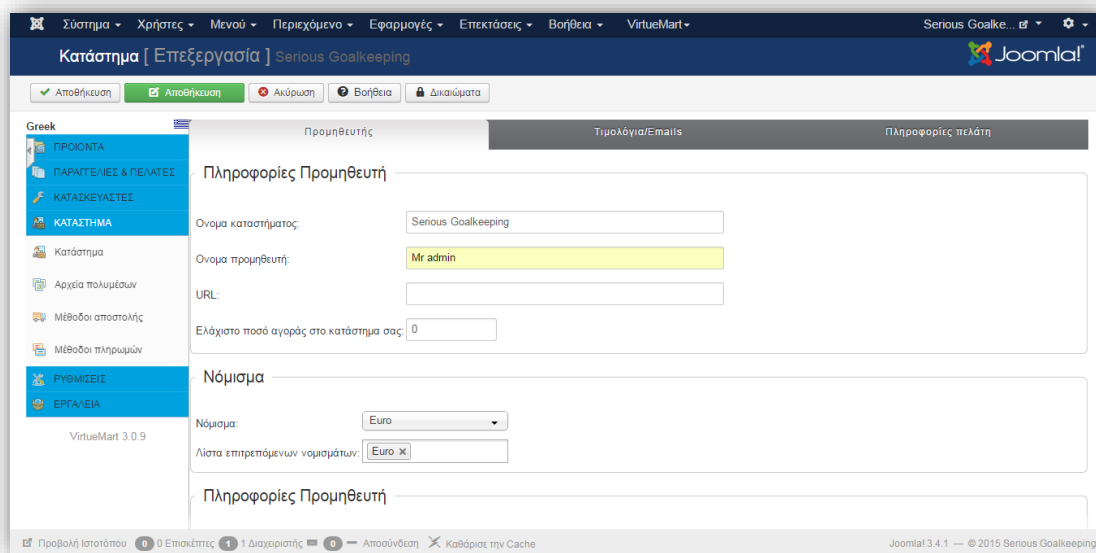 Σύστημα Χρήστες Μενού Περιεχόμενο Εφαρμογές Επεκτάσεις Βοήθεια VirtueMart Serious Goalke...
Κατάστημα [ Επεξεργασία ] Serious Goalkeeping Joomla!
Αποθήκευση Αποθήκευση Ακύρωση Βοήθεια Δικαιώματα
Greek
Προμηθευτής Τιμολόγια/Emails Πληροφορίες πελάτη
ΠΡΟΙΟΝΤΑ
ΠΑΡΑΓΓΕΛΙΕΣ & ΠΕΛΑΤΕΣ
ΚΑΤΑΣΚΕΥΑΣΤΕΣ
ΚΑΤΑΣΤΗΜΑ
Κατάστημα
Αρχεία πολυμέσων
Μέθοδοι αποστολής
Μέθοδοι πληρωμών
ΡΥΘΜΙΣΕΙΣ
ΕΡΓΑΛΕΙΑ
VirtueMart 3.0.9
Πληροφορίες Προμηθευτή
Ονομα καταστήματος: Serious Goalkeeping
Ονομα προμηθευτή: Mr admin
URL:
Ελάχιστο ποσό αγοράς στο κατάστημα σας: 0
Νόμισμα
Νόμισμα: Euro
Λίστα επιτρεπόμενων νομισμάτων: Euro ×
Πληροφορίες Προμηθευτή
Προβολή Ιστοτόπου 0 0 Επισκέπτες 1 1 Διαχειριστής 0 Αποσύνδεση Καθάρισε την Cache Joomla! 3.4.1 — © 2015 Serious Goalkeeping